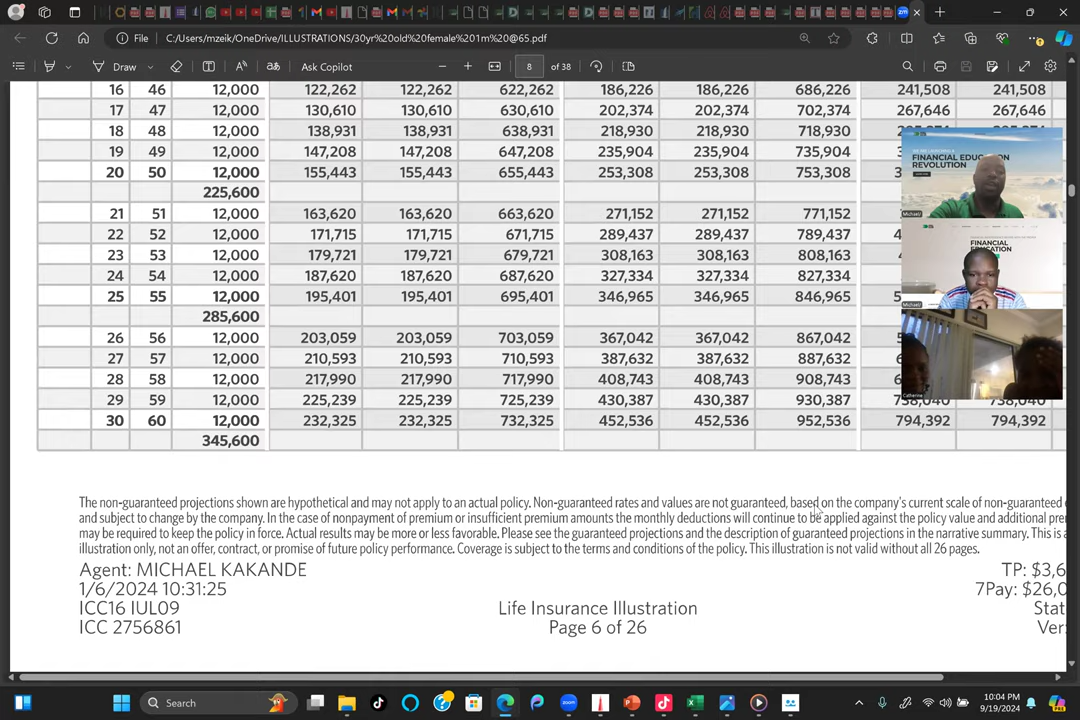 File C:/Users/mzeik/OneDrive/ILLUSTRATIONS/30yr%20old%20female%201m%20@65.pdf
Draw Ask Copilot 8 of 38
16 46 12,000 122,262 122,262 622,262 186,226 186,226 686,226 241,508 241,508
17 47 12,000 130,610 130,610 630,610 202,374 202,374 702,374 267,646 267,646
18 48 12,000 138,931 138,931 638,931 218,930 218,930 718,930
19 49 12,000 147,208 147,208 647,208 235,904 235,904 735,904
20 50 12,000 155,443 155,443 655,443 253,308 253,308 753,308
225,600
21 51 12,000 163,620 163,620 663,620 271,152 271,152 771,152
22 52 12,000 171,715 171,715 671,715 289,437 289,437 789,437
23 53 12,000 179,721 179,721 679,721 308,163 308,163 808,163
24 54 12,000 187,620 187,620 687,620 327,334 327,334 827,334
25 55 12,000 195,401 195,401 695,401 346,965 346,965 846,965
285,600
26 56 12,000 203,059 203,059 703,059 367,042 367,042 867,042
27 57 12,000 210,593 210,593 710,593 387,632 387,632 887,632
28 58 12,000 217,990 217,990 717,990 408,743 408,743 908,743
29 59 12,000 225,239 225,239 725,239 430,387 430,387 930,387 738,040 738,040
30 60 12,000 232,325 232,325 732,325 452,536 452,536 952,536 794,392 794,392
345,600
FINANCIAL EDUCATION
REVOLUTION
Michael
FINANCIAL
EDUCATION
Michael
Catherine
The non-guaranteed projections shown are hypothetical and may not apply to an actual policy. Non-guaranteed rates and values are not guaranteed, based on the company's current scale of non-guaranteed
and subject to change by the company. In the case of nonpayment of premium or insufficient premium amounts the monthly deductions will continue to be applied against the policy value and additional
may be required to keep the policy in force. Actual results may be more or less favorable. Please see the guaranteed projections and the description of guaranteed projections in the narrative summary. This is
illustration only, not an offer, contract, or promise of future policy performance. Coverage is subject to the terms and conditions of the policy. This illustration is not valid without all 26 pages.
Agent: MICHAEL KAKANDE
TP: $3,6
1/6/2024 10:31:25
7Pay: $26,0
ICC16 IUL09
Life Insurance Illustration
Stat
ICC 2756861
Page 6 of 26
Ver
Search
10:04 PM
9/19/2024